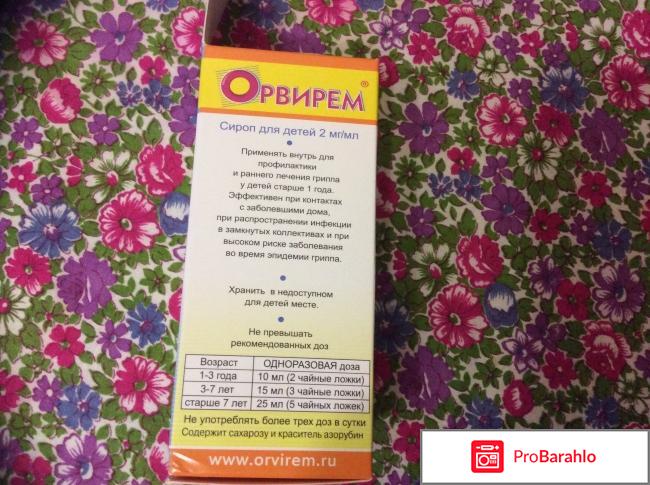 ОРВИРЕМ®
Сироп для детей 2 мг/мл
•
Применять внутрь для
профилактики
и раннего лечения гриппа
у детей старше 1 года.
Эффективен при контактах
с заболевшими дома,
при распространении инфекции
в замкнутых коллективах и при
высоком риске заболевания
во время эпидемии гриппа.
•
Хранить в недоступном
для детей месте.
•
Не превышать
рекомендованных доз
Возраст ОДНОРАЗОВАЯ доза
1-3 года 10 мл (2 чайные ложки)
3-7 лет 15 мл (3 чайные ложки)
старше 7 лет 25 мл (5 чайных ложек)
Не употреблять более трех доз в сутки
Содержит сахарозу и краситель азорубин
www.orvirem.ru
ProBarahlo